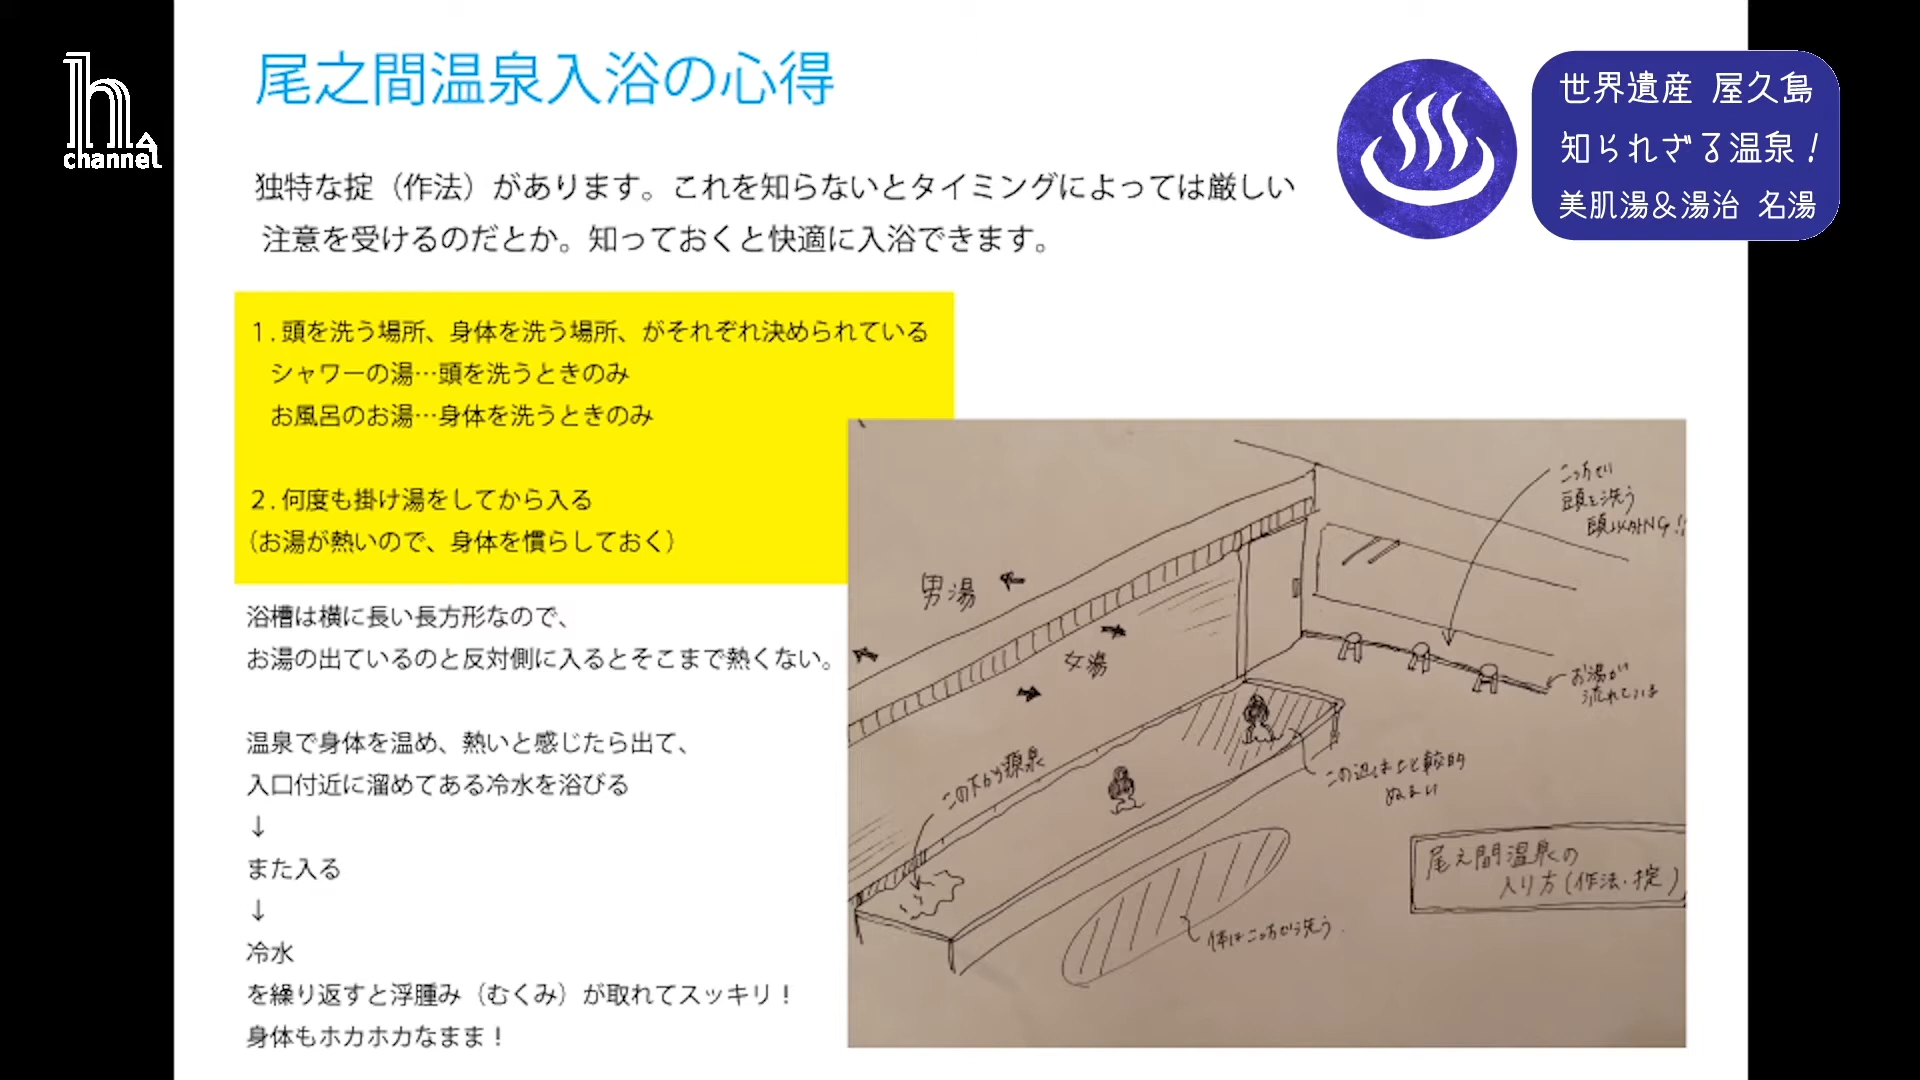 h
channel
尾之間温泉入浴の心得
世界遺産 屋久島
知られざる温泉！
美肌湯＆湯治 名湯
独特な掟（作法）があります。これを知らないとタイミングによっては厳しい
注意を受けるのだとか。知っておくと快適に入浴できます。
１. 頭を洗う場所、身体を洗う場所、がそれぞれ決められている
シャワーの湯…頭を洗うときのみ
お風呂のお湯…身体を洗うときのみ
２. 何度も掛け湯をしてから入る
（お湯が熱いので、身体を慣らしておく）
浴槽は横に長い長方形なので、
お湯の出ているのと反対側に入るとそこまで熱くない。
温泉で身体を温め、熱いと感じたら出て、
入口付近に溜めてある冷水を浴びる
↓
また入る
↓
冷水
を繰り返すと浮腫み（むくみ）が取れてスッキリ！
身体もホカホカなまま！
頭を洗う
男湯
女湯
お湯が
流れている
この下から源泉
この辺は比較的
ぬるい
尾之間温泉の
入り方(作法・掟)